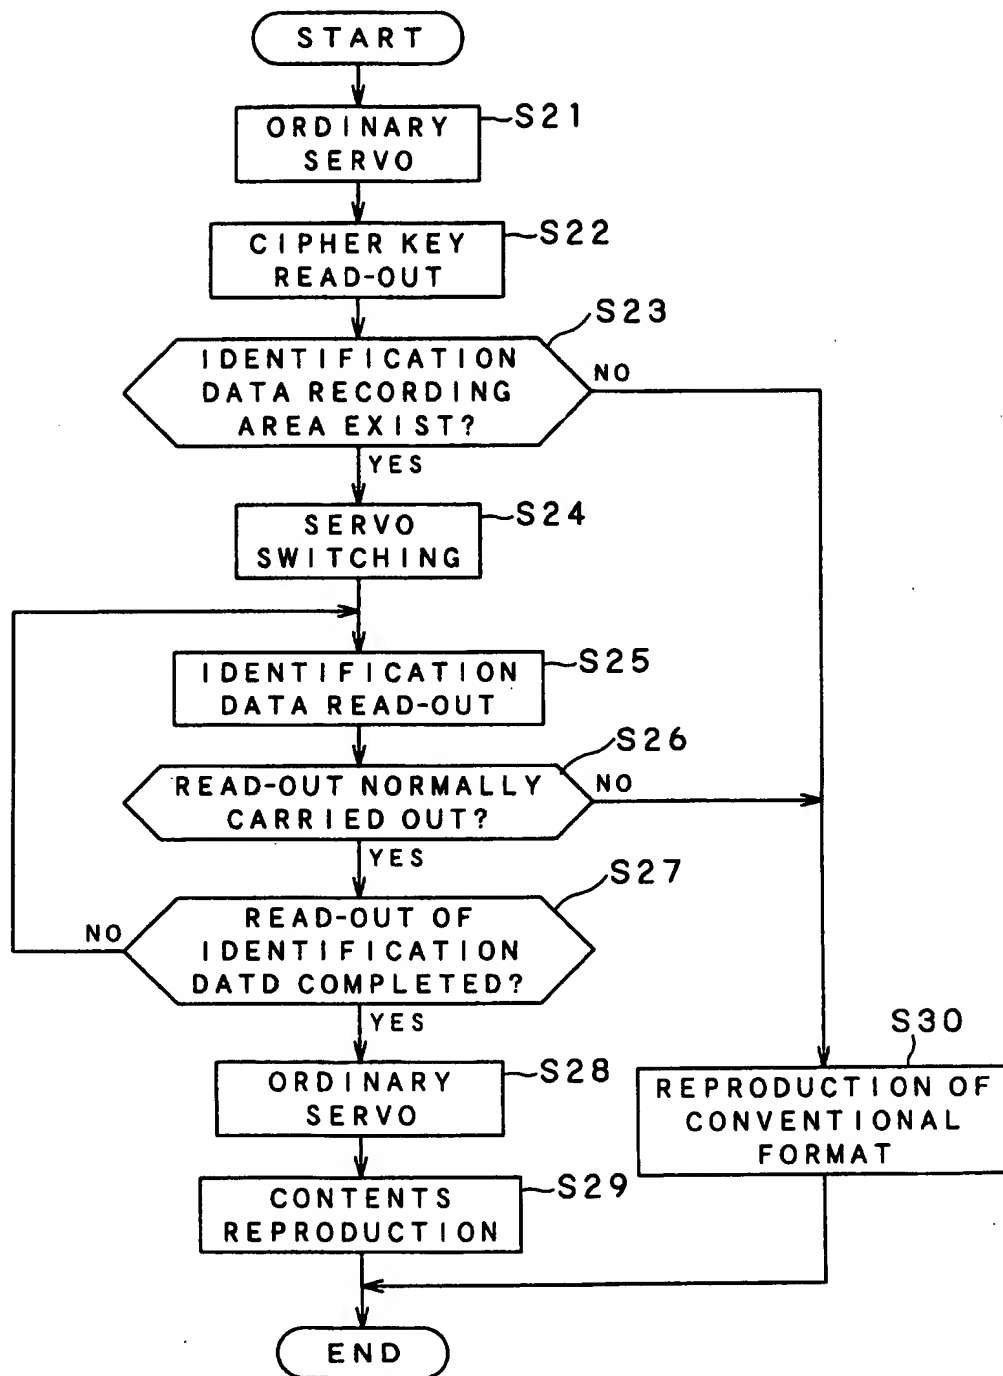 START
ORDINARY
SERVO
S21
CIPHER KEY
READ-OUT
S22
S23
IDENTIFICATION
DATA RECORDING
AREA EXIST?
NO
YES
SERVO
SWITCHING
S24
IDENTIFICATION
DATA READ-OUT
S25
S26
READ-OUT NORMALLY
CARRIED OUT?
NO
YES
S27
READ-OUT OF
IDENTIFICATION
DATD COMPLETED?
NO
YES
ORDINARY
SERVO
S28
S30
REPRODUCTION OF
CONVENTIONAL
FORMAT
CONTENTS
REPRODUCTION
S29
END